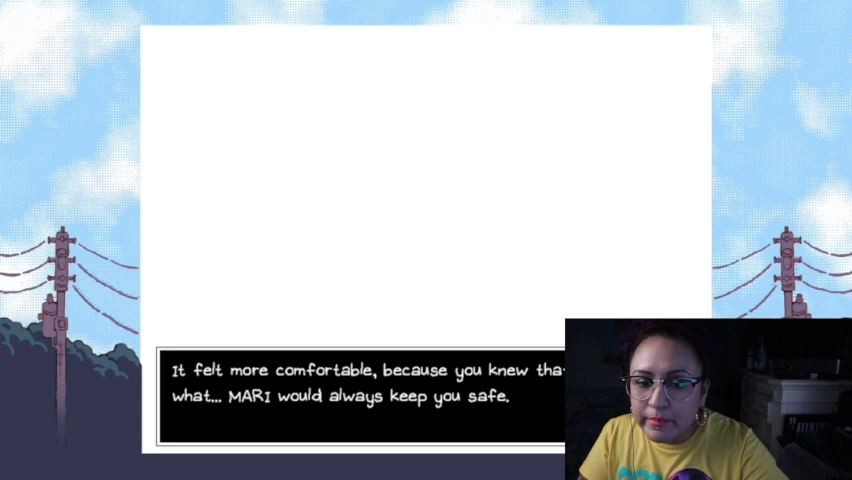 It felt more comfortable, because you knew
what... MARI would always keep you safe.